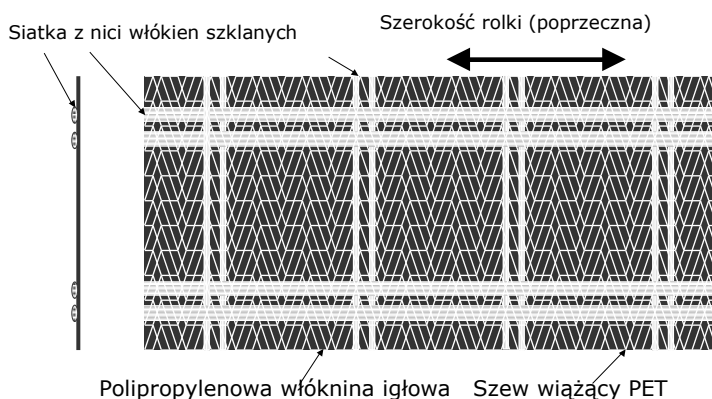 Siatka z nici włókien szklanych
Szerokość rolki (poprzeczna)
Polipropylenowa włóknina igłowa
Szew wiążący PET